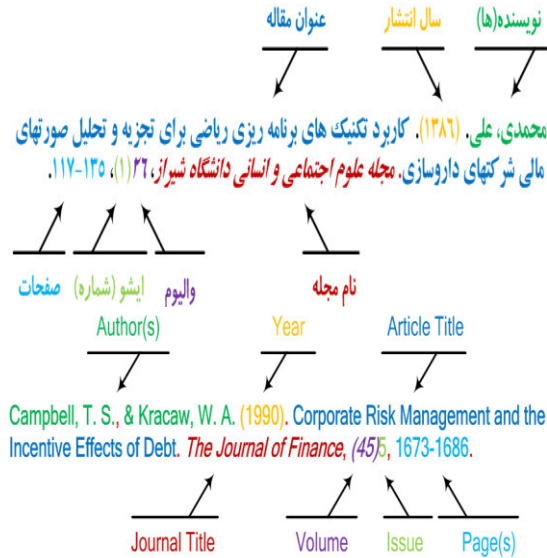 نویسنده(ها) سال انتشار عنوان مقاله
محمدی، علی. (۱۳۸۶). کاربرد تکنیک های برنامه ریزی ریاضی برای تجزیه و تحلیل صورتهای
مالی شرکتهای داروسازی. مجله علوم اجتماعی و انسانی دانشگاه شیراز، ۲۶(۱)، ۱۳۵-۱۱۷.
نام مجله والیوم ایشو (شماره) صفحات
Author(s) Year Article Title
Campbell, T. S., & Kracaw, W. A. (1990). Corporate Risk Management and the
Incentive Effects of Debt. The Journal of Finance, (45)5, 1673-1686.
Journal Title Volume Issue Page(s)